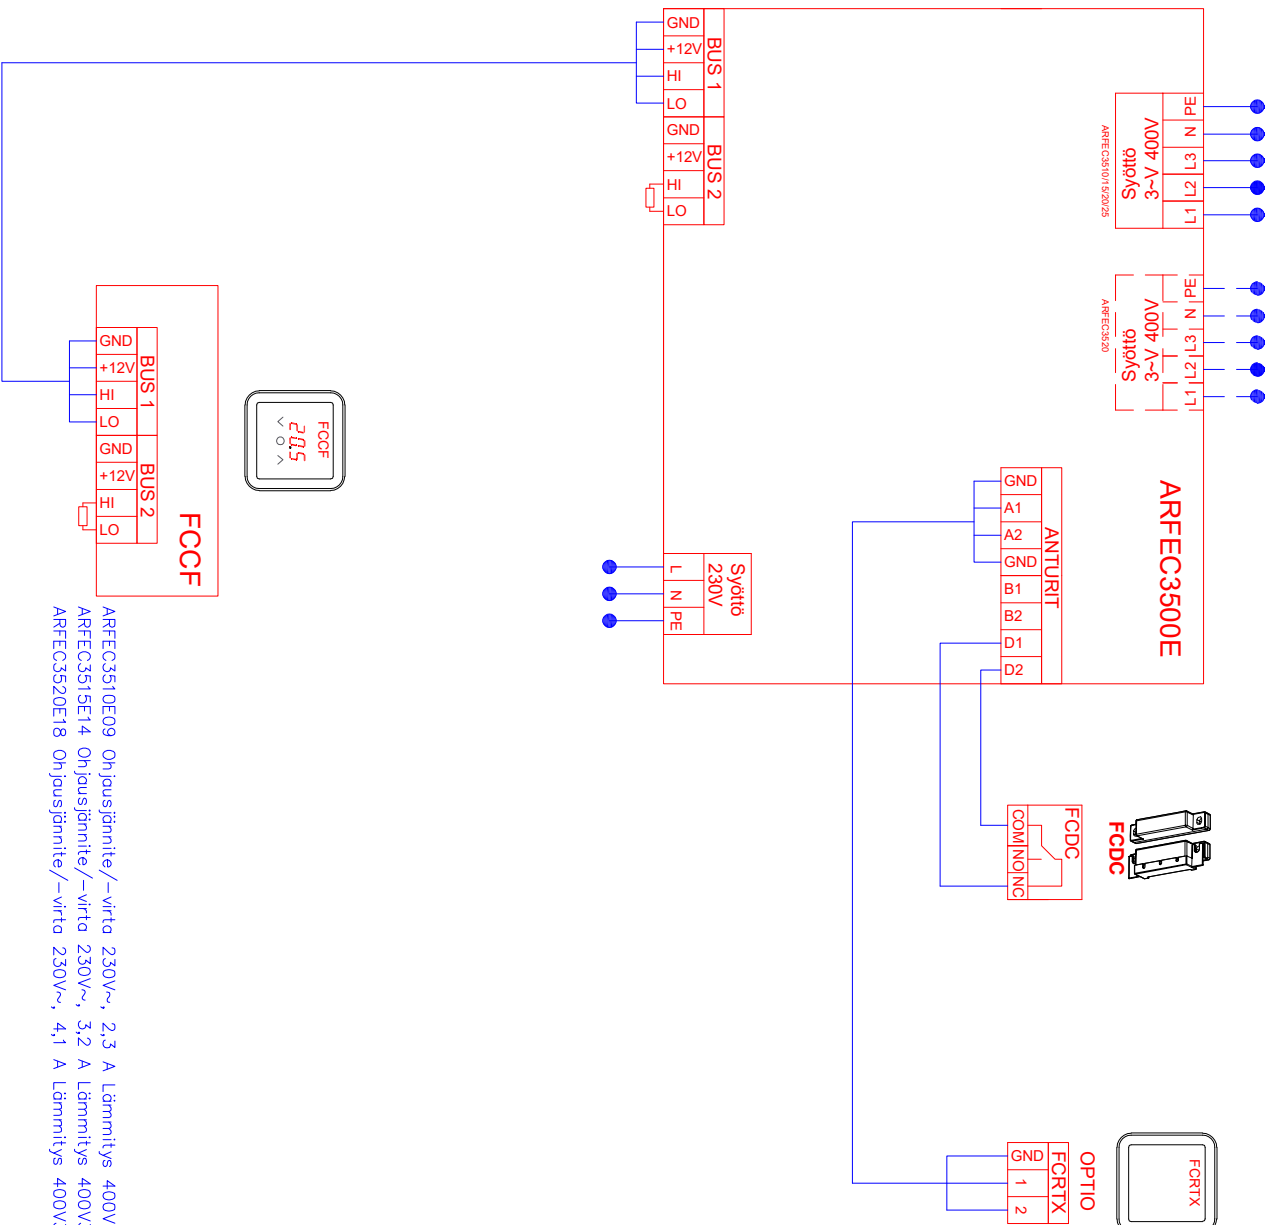 GND
+12V
HI
LO
BUS 1
GND
+12V
HI
LO
BUS 2
PE
N
L3
L2
L1
3~V 400V
Syöttö
ARFEC3510/15/20/25
PE
N
L3
L2
L1
3~V 400V
Syöttö
ARFEC3520
ARFEC3500E
GND
A1
A2
GND
B1
B2
D1
D2
ANTURIT
Syöttö
230V
L
N
PE
GND
+12V
HI
LO
BUS 1
GND
+12V
HI
LO
BUS 2
FCCF
FCCF
20.5
FCDC
COM
NO
NC
FCDC
OPTIO
FCRTX
GND
1
2
FCRTX
ARFEC3510E09 Ohjausjännite/-virta 230V~, 2,3 A Lämmitys 400V
ARFEC3515E14 Ohjausjännite/-virta 230V~, 3,2 A Lämmitys 400V
ARFEC3520E18 Ohjausjännite/-virta 230V~, 4,1 A Lämmitys 400V